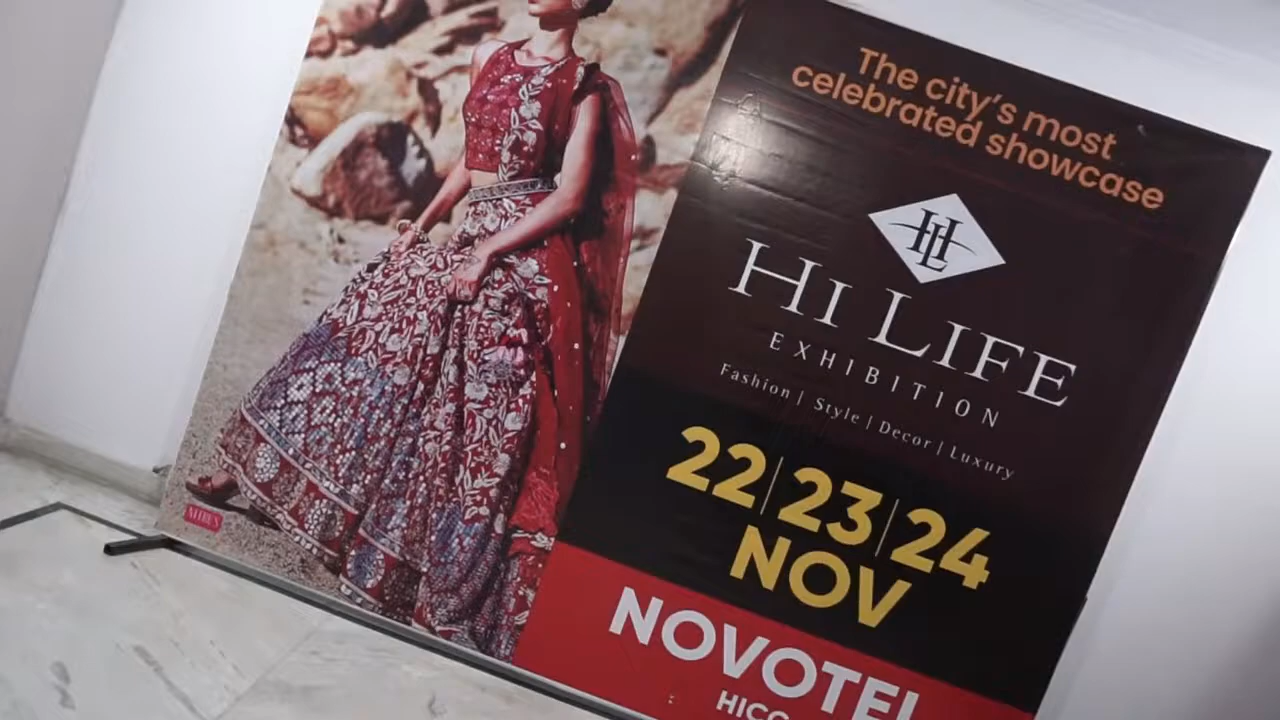 The city's most
celebrated showcase
HL
HI LIFE
EXHIBITION
Fashion | Style | Decor | Luxury
22|23|24
NOV
NOVOTEL